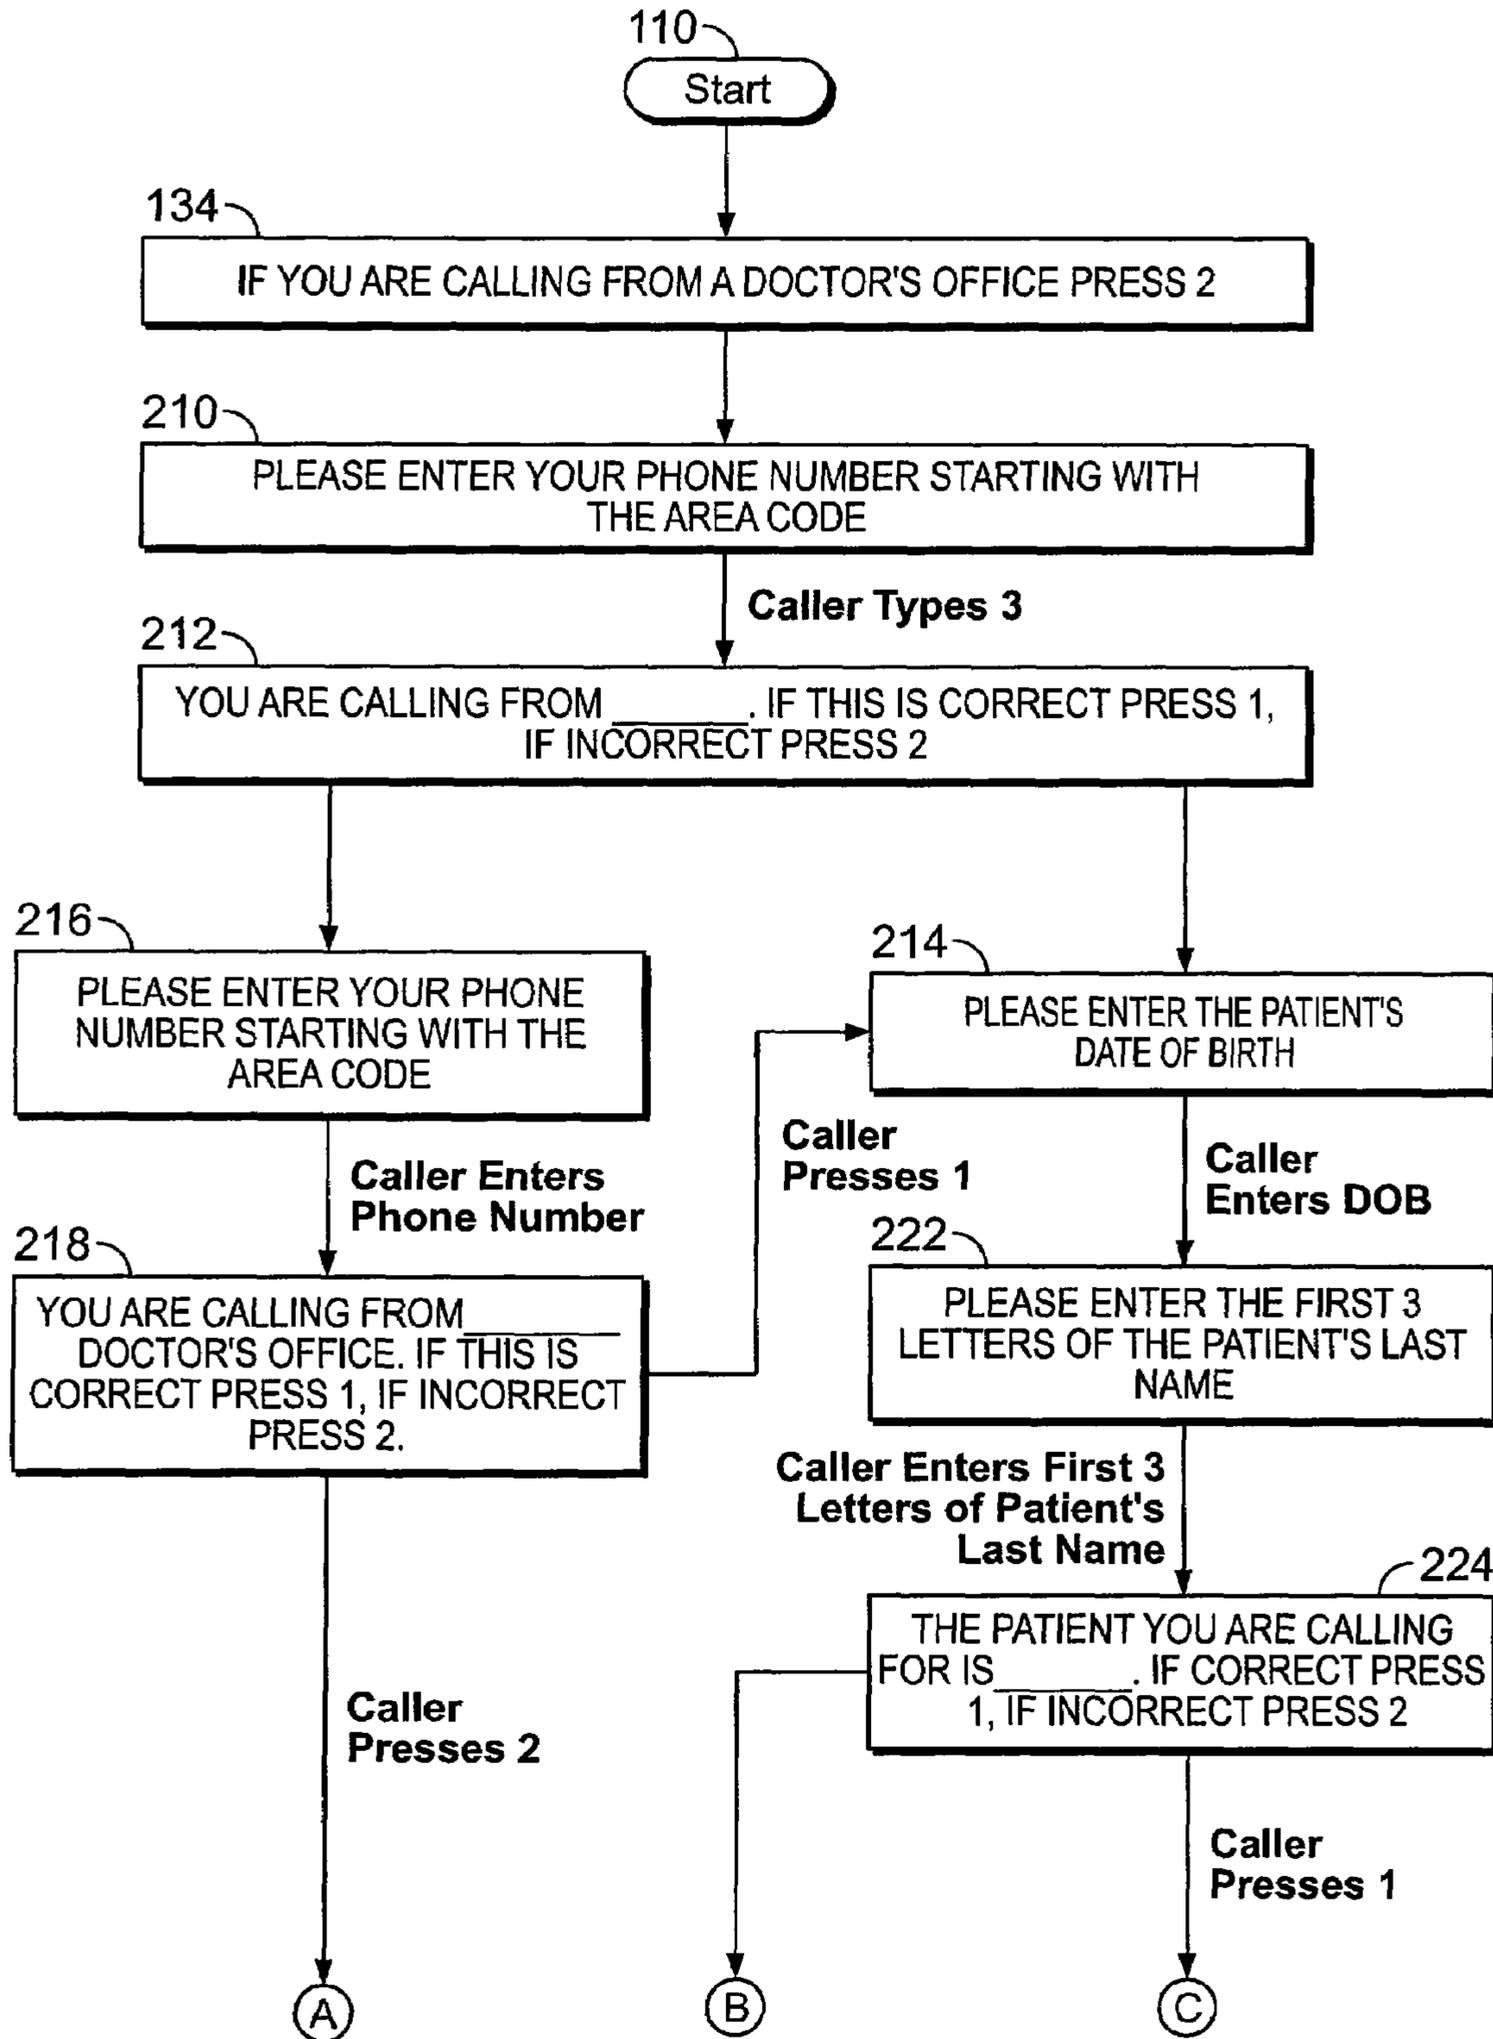 110
Start
134
IF YOU ARE CALLING FROM A DOCTOR'S OFFICE PRESS 2
210
PLEASE ENTER YOUR PHONE NUMBER STARTING WITH
THE AREA CODE
Caller Types 3
212
YOU ARE CALLING FROM _______. IF THIS IS CORRECT PRESS 1,
IF INCORRECT PRESS 2
216
PLEASE ENTER YOUR PHONE
NUMBER STARTING WITH THE
AREA CODE
214
PLEASE ENTER THE PATIENT'S
DATE OF BIRTH
Caller Enters
Phone Number
Caller
Presses 1
Caller
Enters DOB
218
YOU ARE CALLING FROM________
DOCTOR'S OFFICE. IF THIS IS
CORRECT PRESS 1, IF INCORRECT
PRESS 2.
222
PLEASE ENTER THE FIRST 3
LETTERS OF THE PATIENT'S LAST
NAME
Caller Enters First 3
Letters of Patient's
Last Name
224
THE PATIENT YOU ARE CALLING
FOR IS_______. IF CORRECT PRESS
1, IF INCORRECT PRESS 2
Caller
Presses 2
Caller
Presses 1
A
B
C